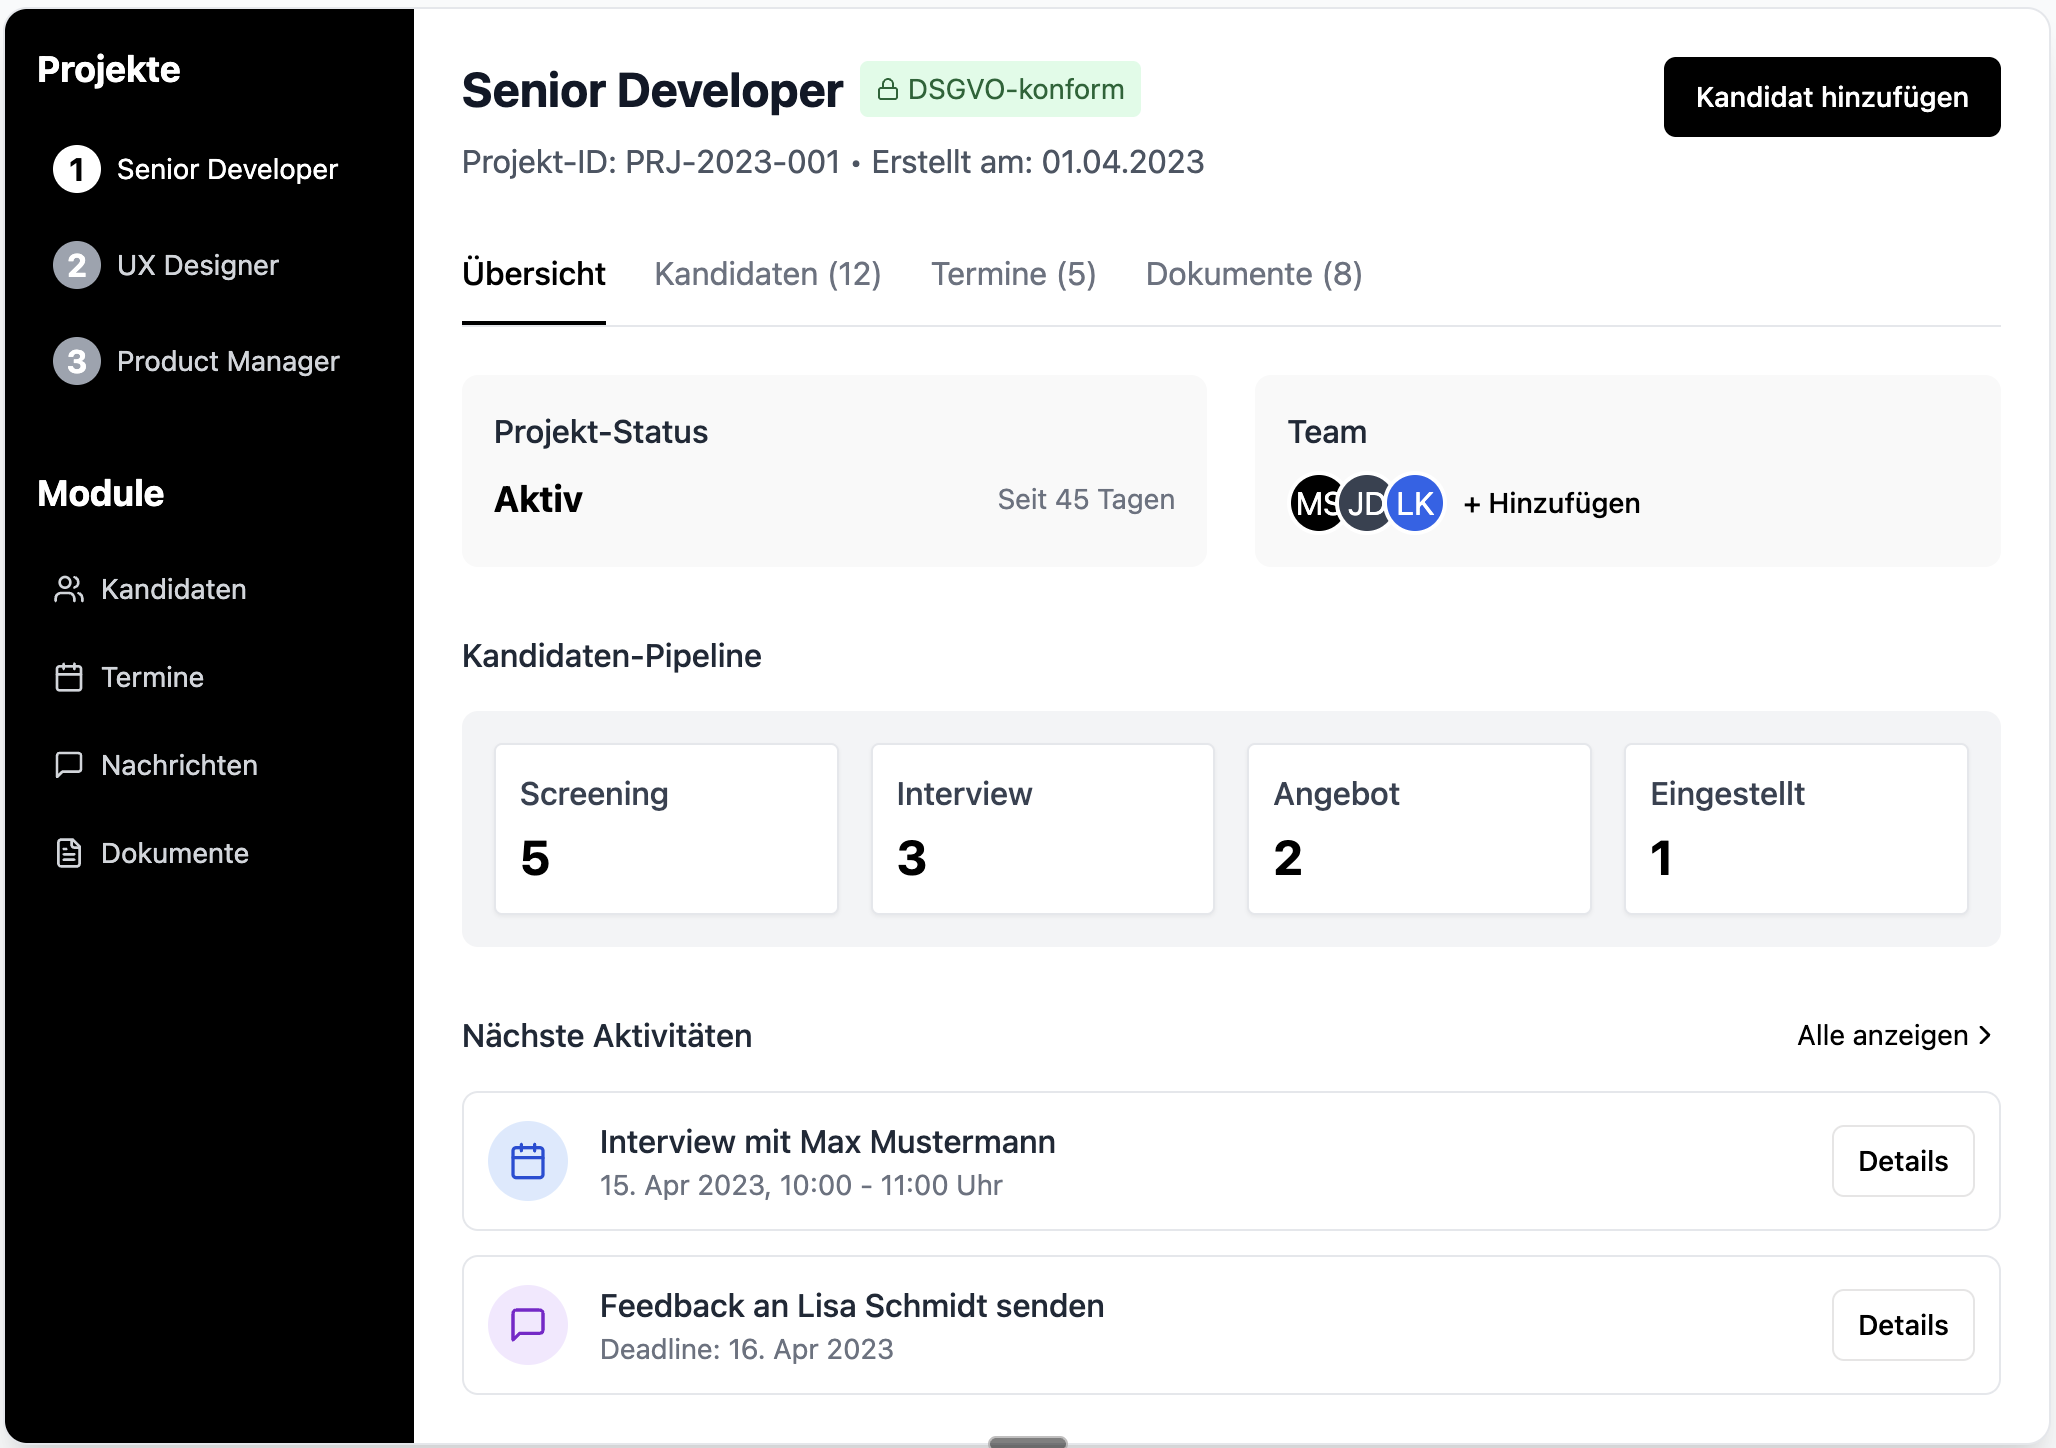 Projekte
1 Senior Developer
2 UX Designer
3 Product Manager
Module
Kandidaten
Termine
Nachrichten
Dokumente
Senior Developer DSGVO-konform
Kandidat hinzufügen
Projekt-ID: PRJ-2023-001 • Erstellt am: 01.04.2023
Übersicht Kandidaten (12) Termine (5) Dokumente (8)
Projekt-Status
Aktiv Seit 45 Tagen
Team
MS JD LK + Hinzufügen
Kandidaten-Pipeline
Screening
5
Interview
3
Angebot
2
Eingestellt
1
Nächste Aktivitäten Alle anzeigen
Interview mit Max Mustermann
15. Apr 2023, 10:00 - 11:00 Uhr
Details
Feedback an Lisa Schmidt senden
Deadline: 16. Apr 2023
Details